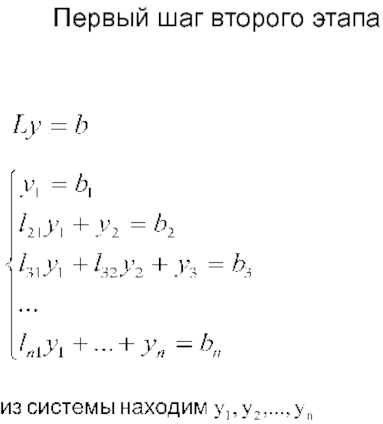 Первый шаг второго этапа
Ly = b
y₁ = b₁
l₂₁y₁ + y₂ = b₂
l₃₁y₁ + l₃₂y₂ + y₃ = b₃
...
lₙ₁y₁ + ... + yₙ = bₙ
из системы находим y₁, y₂,..., yₙ